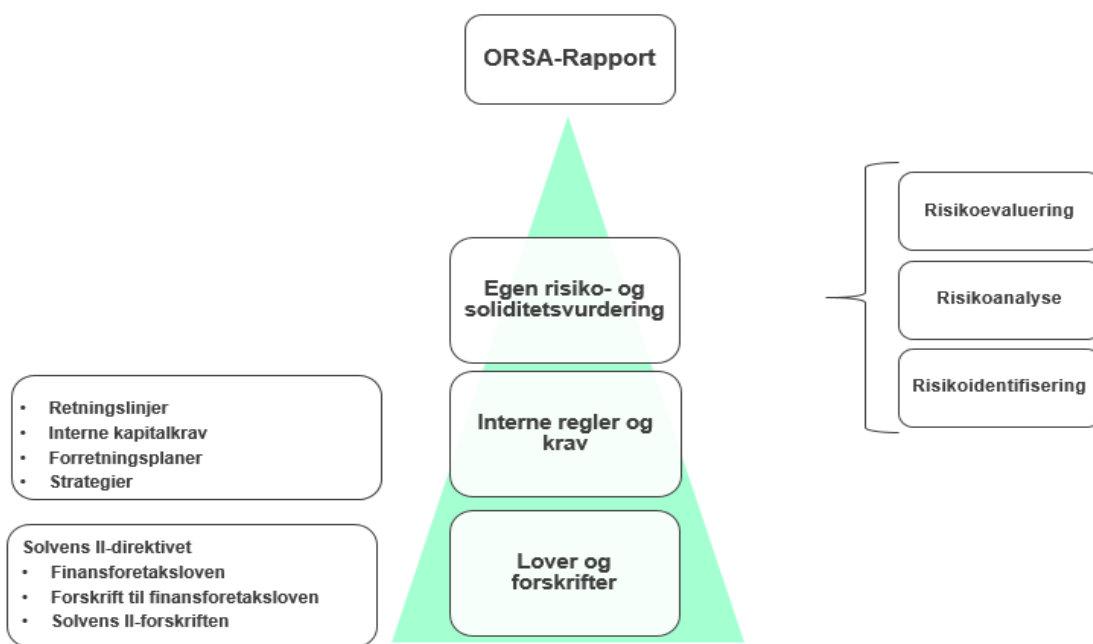 ORSA-Rapport
Egen risiko- og
soliditetsvurdering
Risikoevaluering
Risikoanalyse
Risikoidentifisering
• Retningslinjer
• Interne kapitalkrav
• Forretningsplaner
• Strategier
Interne regler og
krav
Solvens II-direktivet
• Finansforetaksloven
• Forskrift til finansforetaksloven
• Solvens II-forskriften
Lover og
forskrifter